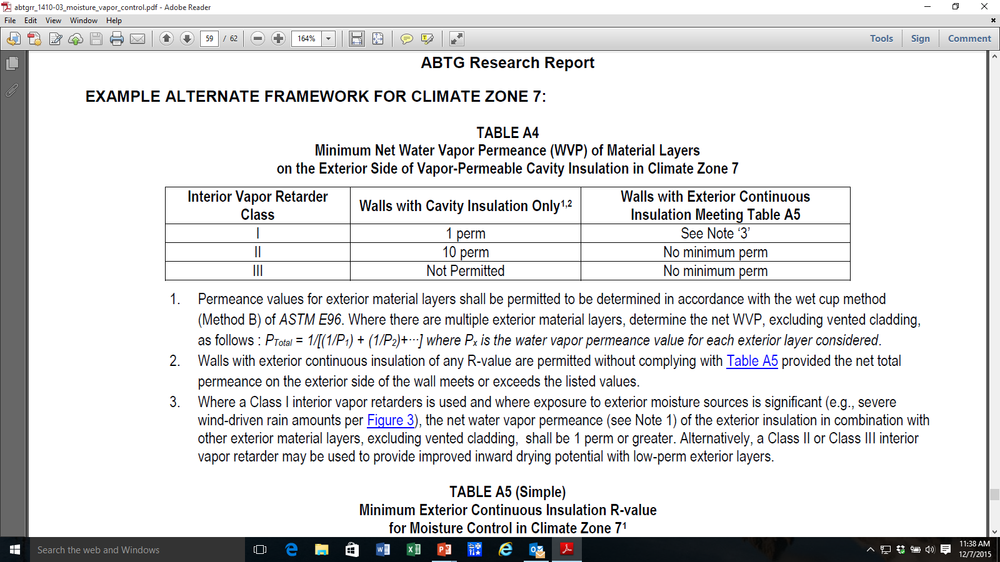 abtgrr_1410-03_moisture_vapor_control.pdf - Adobe Reader
File Edit View Window Help
59 / 62 164% Tools Sign Comment
ABTG Research Report
EXAMPLE ALTERNATE FRAMEWORK FOR CLIMATE ZONE 7:
TABLE A4
Minimum Net Water Vapor Permeance (WVP) of Material Layers
on the Exterior Side of Vapor-Permeable Cavity Insulation in Climate Zone 7
Interior Vapor Retarder Class Walls with Cavity Insulation Only1,2 Walls with Exterior Continuous Insulation Meeting Table A5
I 1 perm See Note ‘3’
II 10 perm No minimum perm
III Not Permitted No minimum perm
1. Permeance values for exterior material layers shall be permitted to be determined in accordance with the wet cup method
(Method B) of ASTM E96. Where there are multiple exterior material layers, determine the net WVP, excluding vented cladding,
as follows : PTotal = 1/[(1/P1) + (1/P2)+···] where Px is the water vapor permeance value for each exterior layer considered.
2. Walls with exterior continuous insulation of any R-value are permitted without complying with Table A5 provided the net total
permeance on the exterior side of the wall meets or exceeds the listed values.
3. Where a Class I interior vapor retarders is used and where exposure to exterior moisture sources is significant (e.g., severe
wind-driven rain amounts per Figure 3), the net water vapor permeance (see Note 1) of the exterior insulation in combination with
other exterior material layers, excluding vented cladding, shall be 1 perm or greater. Alternatively, a Class II or Class III interior
vapor retarder may be used to provide improved inward drying potential with low-perm exterior layers.
TABLE A5 (Simple)
Minimum Exterior Continuous Insulation R-value
for Moisture Control in Climate Zone 71
Search the web and Windows
11:38 AM
12/7/2015